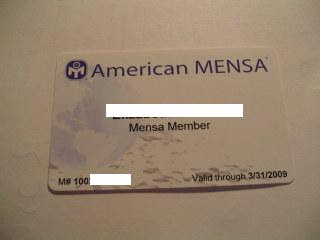 American MENSA
Mensa Member
M# 100
Valid through 3/31/2009